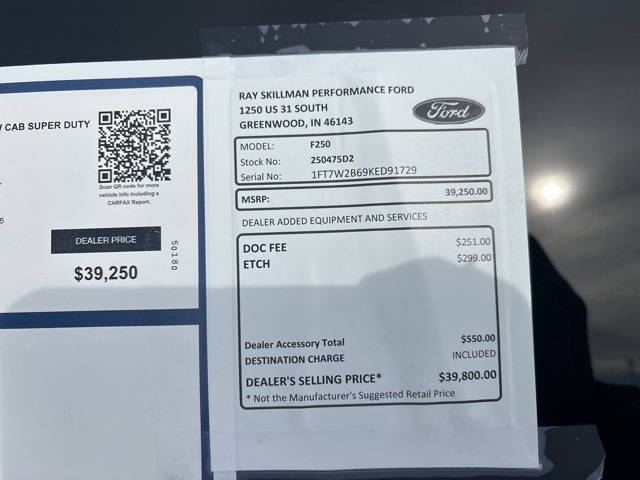 CAB SUPER DUTY
Scan QR code for more
vehicle info including a
CARFAX Report.
5
DEALER PRICE
$39,250
50180
RAY SKILLMAN PERFORMANCE FORD
1250 US 31 SOUTH
GREENWOOD, IN 46143
Ford
MODEL: F250
Stock No: 250475D2
Serial No: 1FT7W2B69KED91729
MSRP: 39,250.00
DEALER ADDED EQUIPMENT AND SERVICES
DOC FEE $251.00
ETCH $299.00
Dealer Accessory Total $550.00
DESTINATION CHARGE INCLUDED
DEALER'S SELLING PRICE* $39,800.00
* Not the Manufacturer's Suggested Retail Price